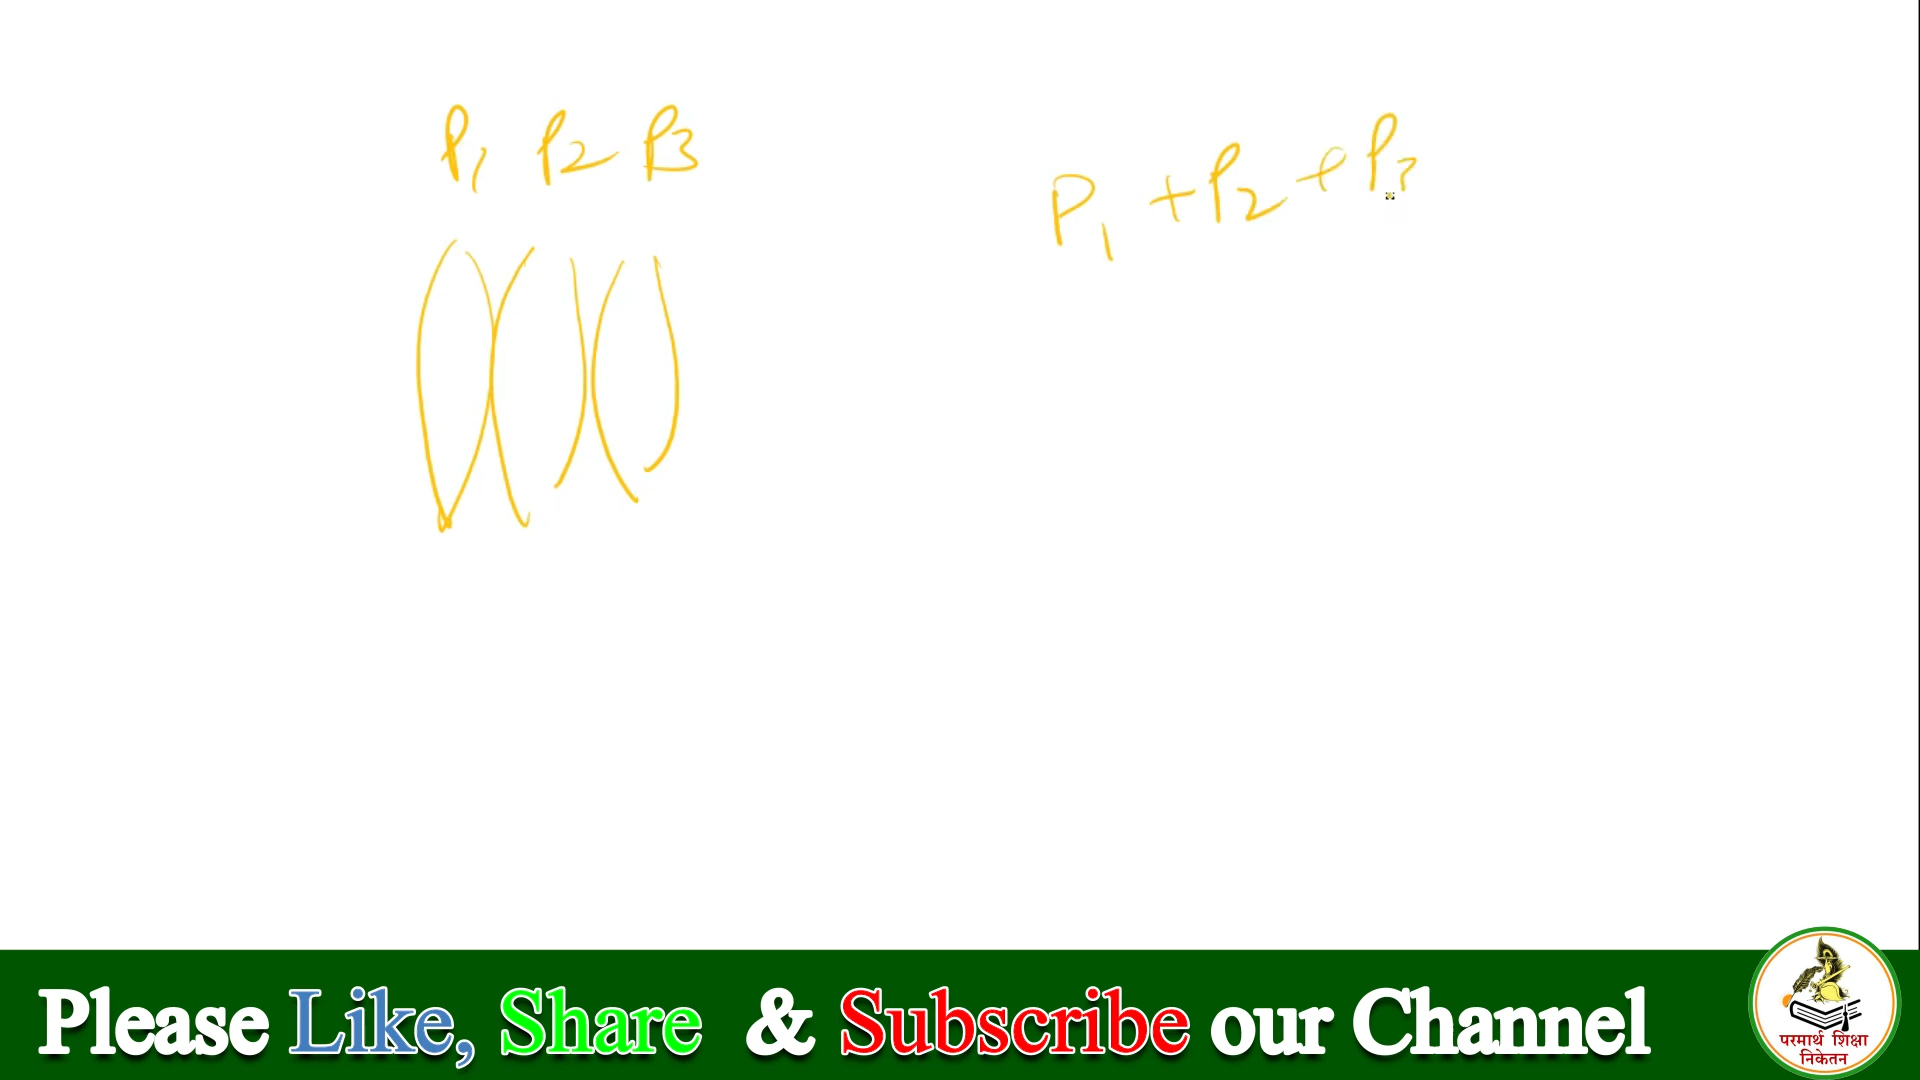 P1 P2 P3
P1 + P2 + P3
Please Like, Share & Subscribe our Channel
परमार्थ शिक्षा
निकेतन